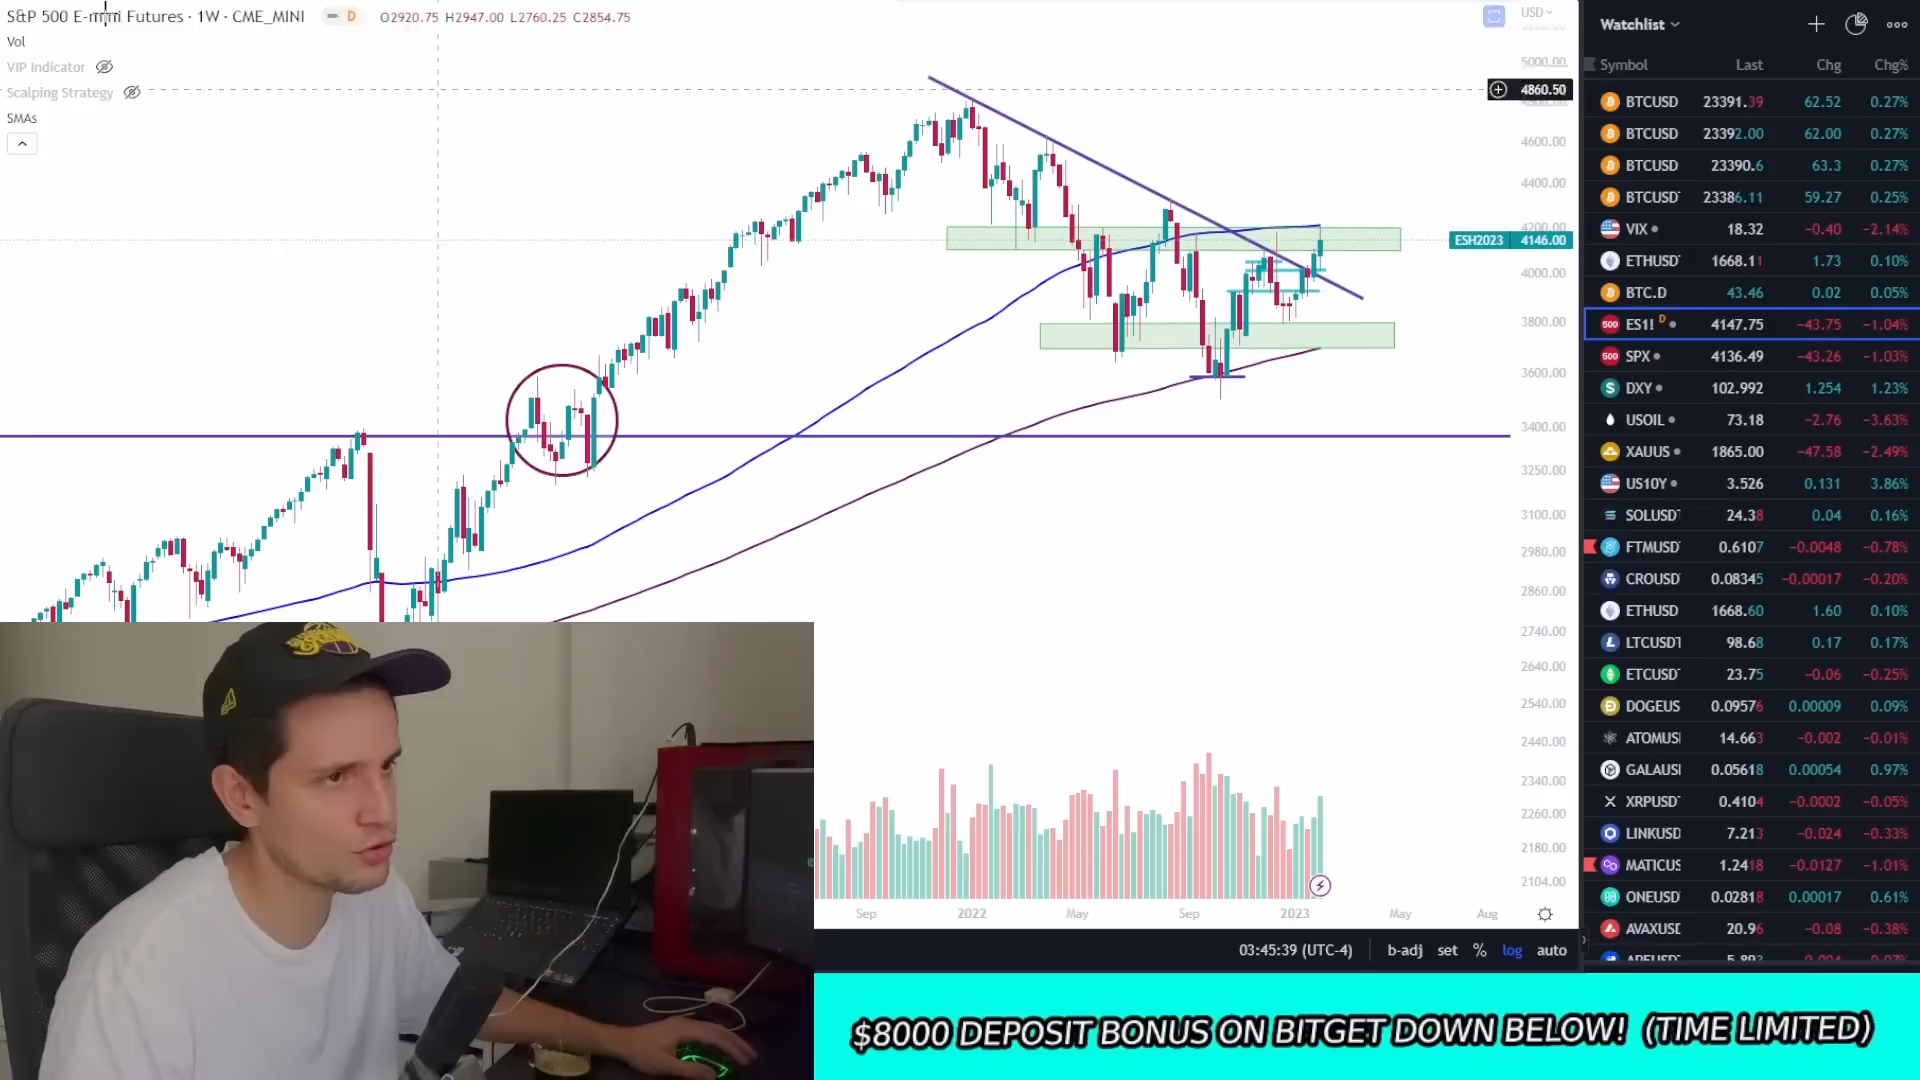 S&P 500 E-mini Futures · 1W · CME_MINI
D
O2920.75 H2947.00 L2760.25 C2854.75
Vol
VIP Indicator
Scalping Strategy
SMAs
USD
5000.00
4860.50
4600.00
4400.00
4200.00
ESH2023 4146.00
4000.00
3800.00
3600.00
3400.00
3250.00
3100.00
2980.00
2860.00
2740.00
2640.00
2540.00
2440.00
2340.00
2260.00
2180.00
2104.00
Sep 2022 May Sep 2023 May Aug
03:45:39 (UTC-4) b-adj set % log auto
Watchlist
Symbol Last Chg Chg%
BTCUSD 23391.39 62.52 0.27%
BTCUSD 23392.00 62.00 0.27%
BTCUSD 23390.6 63.3 0.27%
BTCUSD 23386.11 59.27 0.25%
VIX 18.32 −0.40 −2.14%
ETHUSD 1668.11 1.73 0.10%
BTC.D 43.46 0.02 0.05%
500 ES1! D 4147.75 −43.75 −1.04%
500 SPX 4136.49 −43.26 −1.03%
DXY 102.992 1.254 1.23%
USOIL 73.18 −2.76 −3.63%
XAUUS 1865.00 −47.58 −2.49%
US10Y 3.526 0.131 3.86%
SOLUSD 24.38 0.04 0.16%
FTMUSD 0.6107 −0.0048 −0.78%
CROUSD 0.08345 −0.00017 −0.20%
ETHUSD 1668.60 1.60 0.10%
LTCUSDT 98.68 0.17 0.17%
ETCUSD 23.75 −0.06 −0.25%
DOGEUS 0.09576 0.00009 0.09%
ATOMUS 14.663 −0.002 −0.01%
GALAUS 0.05618 0.00054 0.97%
XRPUSD 0.4104 −0.0002 −0.05%
LINKUSD 7.213 −0.024 −0.33%
MATICUS 1.2418 −0.0127 −1.01%
ONEUSD 0.02818 0.00017 0.61%
AVAXUSD 20.96 −0.08 −0.38%
$8000 DEPOSIT BONUS ON BITGET DOWN BELOW! (TIME LIMITED)